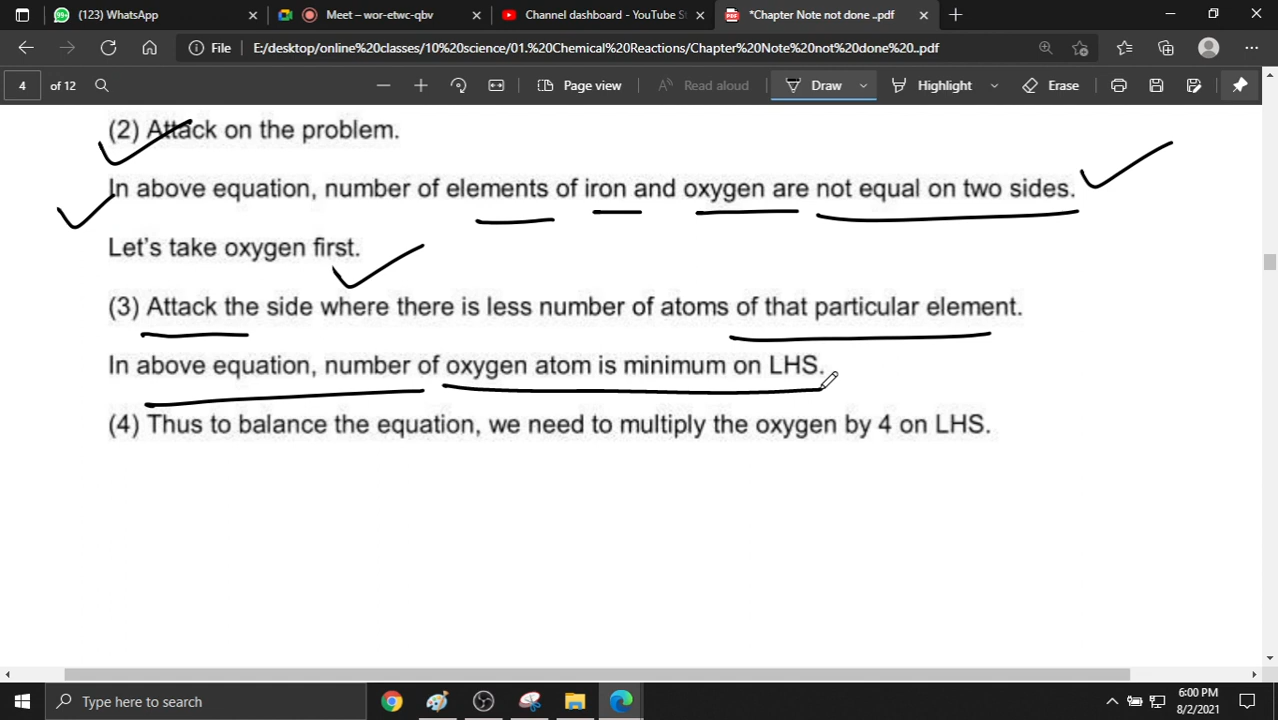 (123) WhatsApp
Meet – wor-etwc-qbv
Channel dashboard - YouTube S
*Chapter Note not done ..pdf
File
E:/desktop/online%20classes/10%20science/01.%20Chemical%20Reactions/Chapter%20Note%20not%20done%20..pdf
4 of 12
Page view
Read aloud
Draw
Highlight
Erase
(2) Attack on the problem.
In above equation, number of elements of iron and oxygen are not equal on two sides.
Let’s take oxygen first.
(3) Attack the side where there is less number of atoms of that particular element.
In above equation, number of oxygen atom is minimum on LHS.
(4) Thus to balance the equation, we need to multiply the oxygen by 4 on LHS.
Type here to search
6:00 PM
8/2/2021